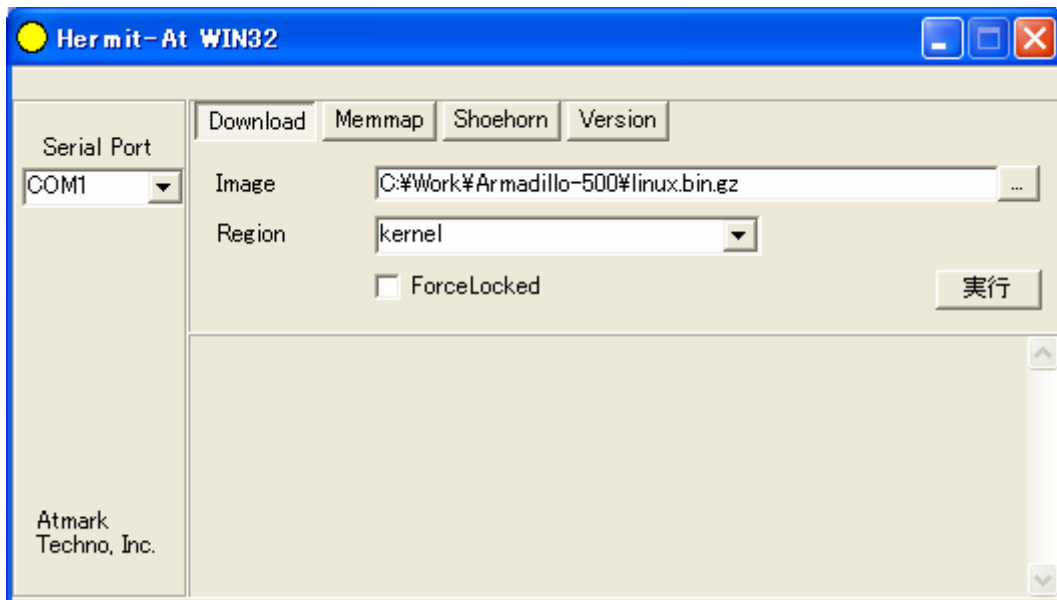 Hermit-At WIN32
Serial Port
COM1
Download Memmap Shoehorn Version
Image C:¥Work¥Armadillo-500¥linux.bin.gz ...
Region kernel
ForceLocked 実行
Atmark
Techno, Inc.